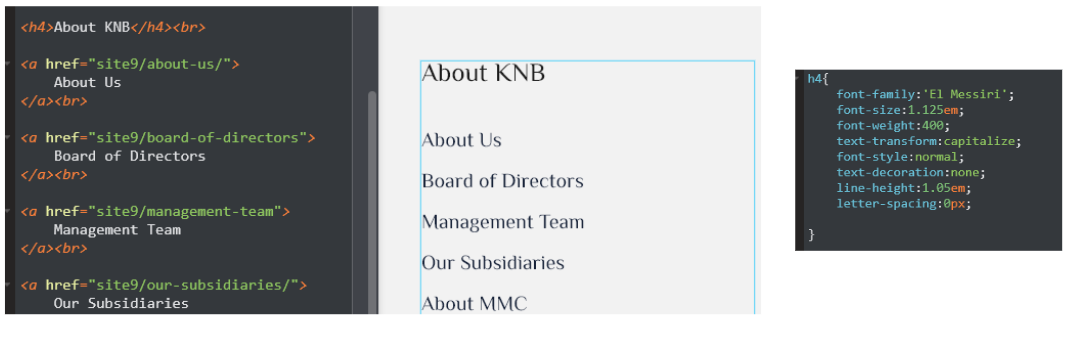 <h4>About KNB</h4><br>
<a href="site9/about-us/">
About Us
</a><br>
<a href="site9/board-of-directors">
Board of Directors
</a><br>
<a href="site9/management-team">
Management Team
</a><br>
<a href="site9/our-subsidiaries/">
Our Subsidiaries
About KNB
About Us
Board of Directors
Management Team
Our Subsidiaries
About MMC
h4{
font-family:'El Messiri';
font-size:1.125em;
font-weight:400;
text-transform:capitalize;
font-style:normal;
text-decoration:none;
line-height:1.05em;
letter-spacing:0px;
}